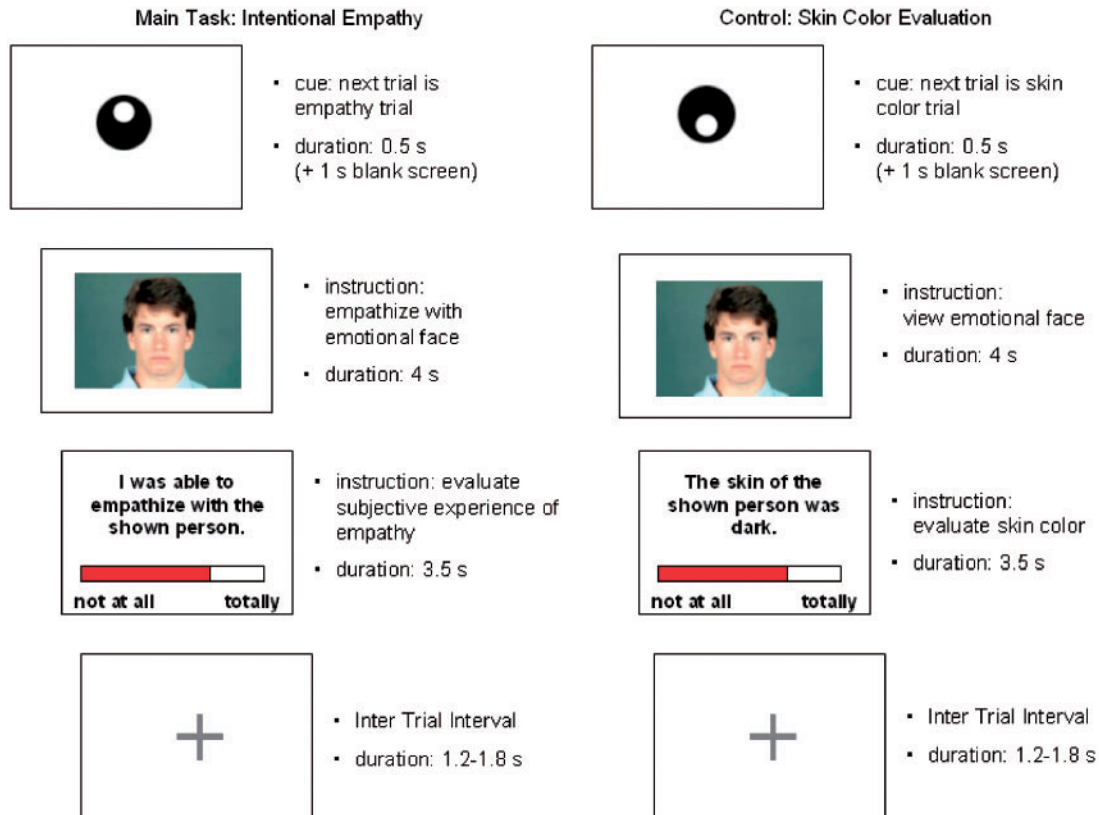 Main Task: Intentional Empathy
▪ cue: next trial is
empathy trial
▪ duration: 0.5 s
(+ 1 s blank screen)
▪ instruction:
empathize with
emotional face
▪ duration: 4 s
I was able to
empathize with the
shown person.
not at all totally
▪ instruction: evaluate
subjective experience of
empathy
▪ duration: 3.5 s
▪ Inter Trial Interval
▪ duration: 1.2-1.8 s
Control: Skin Color Evaluation
▪ cue: next trial is skin
color trial
▪ duration: 0.5 s
(+ 1 s blank screen)
▪ instruction:
view emotional face
▪ duration: 4 s
The skin of the
shown person was
dark.
not at all totally
▪ instruction:
evaluate skin color
▪ duration: 3.5 s
▪ Inter Trial Interval
▪ duration: 1.2-1.8 s